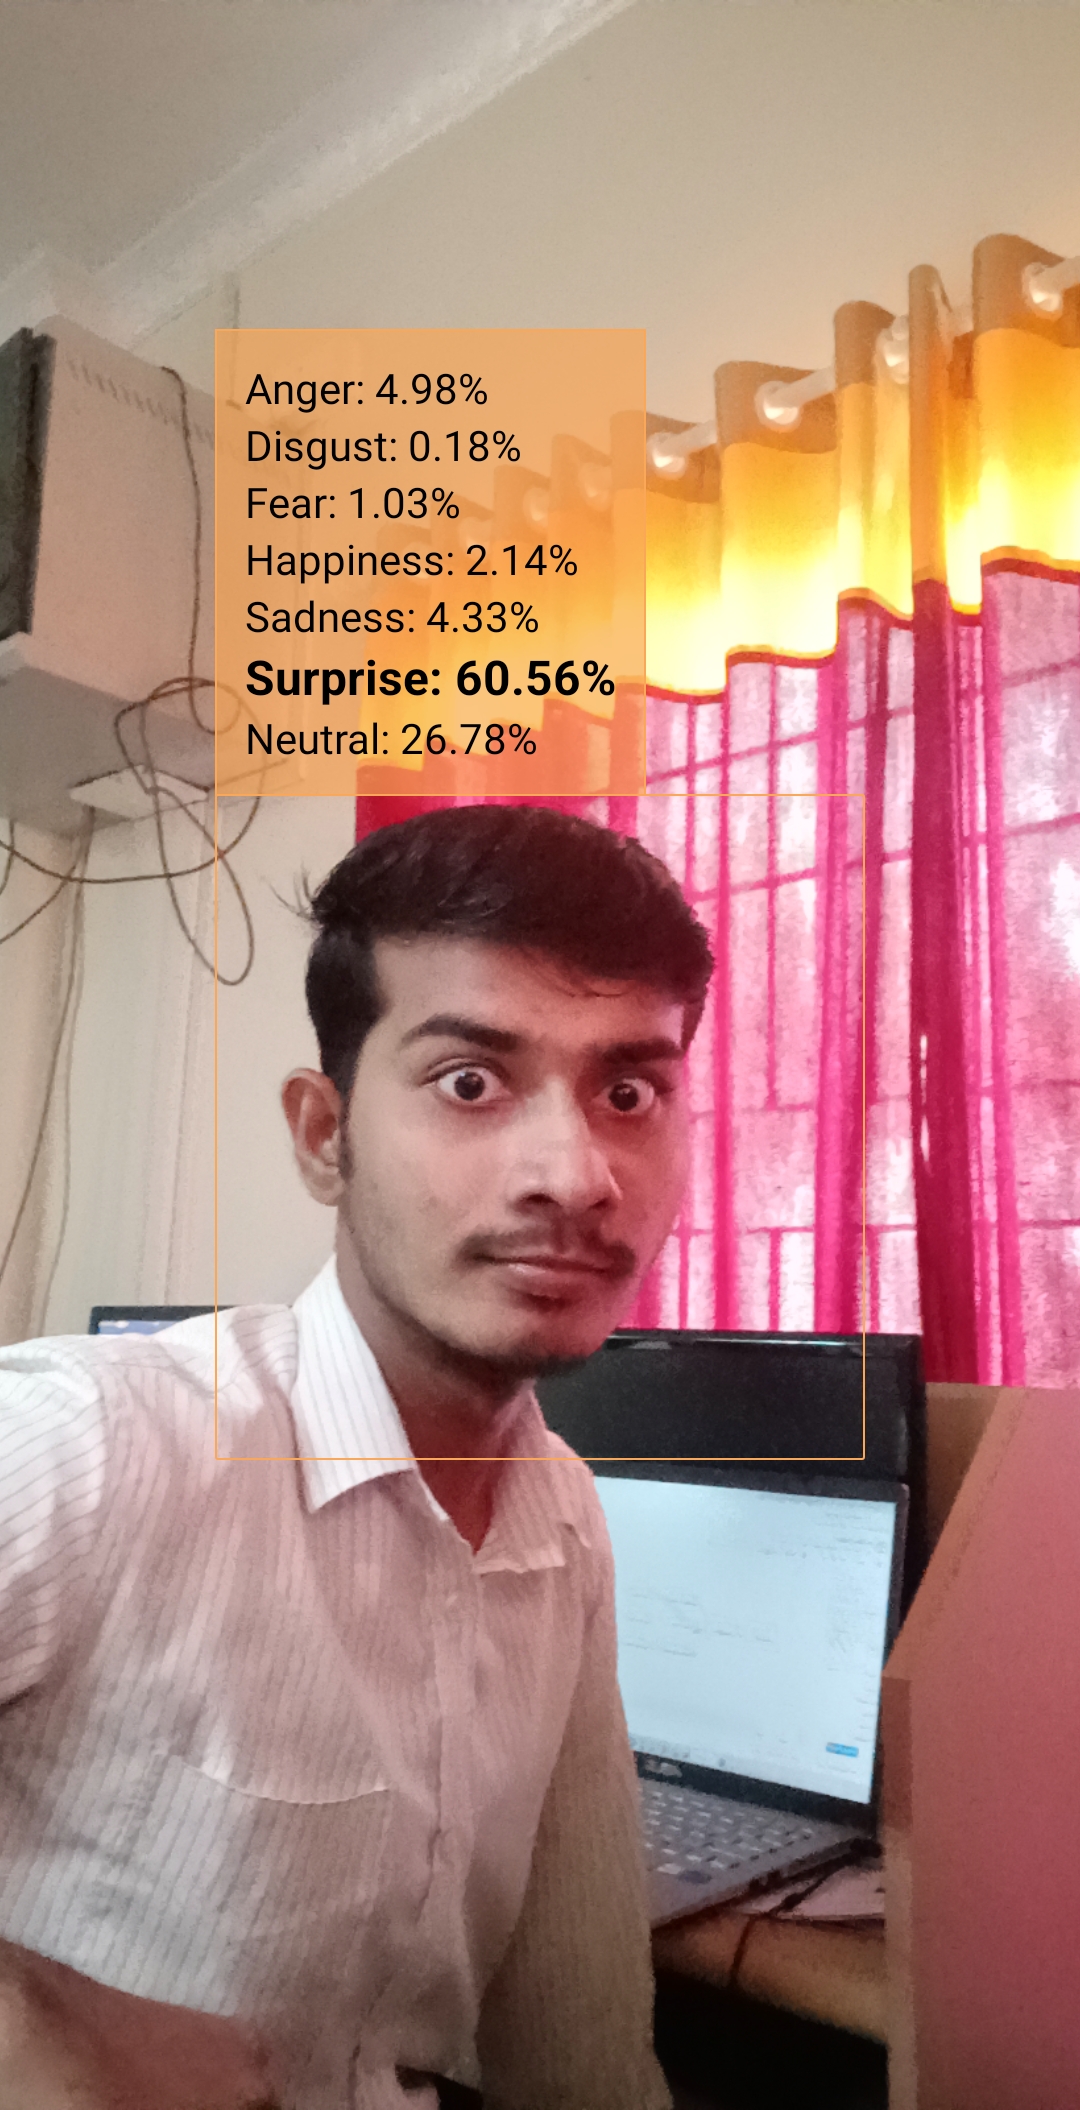 Anger: 4.98%
Disgust: 0.18%
Fear: 1.03%
Happiness: 2.14%
Sadness: 4.33%
Surprise: 60.56%
Neutral: 26.78%